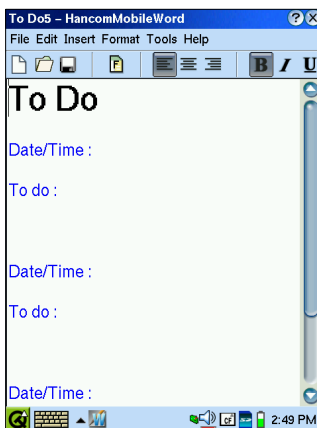 To Do5 – HancomMobileWord
File Edit Insert Format Tools Help
F B I U
To Do
Date/Time :
To do :
Date/Time :
To do :
Date/Time :
CF 2:49 PM